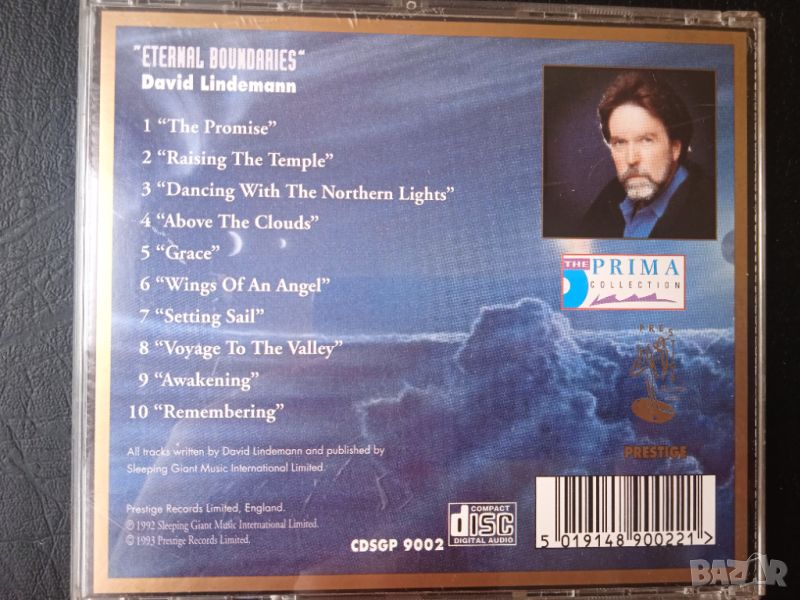 "ETERNAL BOUNDARIES"
David Lindemann
1 “The Promise”
2 “Raising The Temple”
3 “Dancing With The Northern Lights”
4 “Above The Clouds”
5 “Grace”
6 “Wings Of An Angel”
7 “Setting Sail”
8 “Voyage To The Valley”
9 “Awakening”
10 “Remembering”
All tracks written by David Lindemann and published by
Sleeping Giant Music International Limited.
Prestige Records Limited, England.
℗ 1992 Sleeping Giant Music International Limited.
© 1993 Prestige Records Limited.
CDSGP 9002
COMPACT
disc
DIGITAL AUDIO
THE PRIMA
COLLECTION
PRESTIGE
5 019148 900221 >
BAZAR